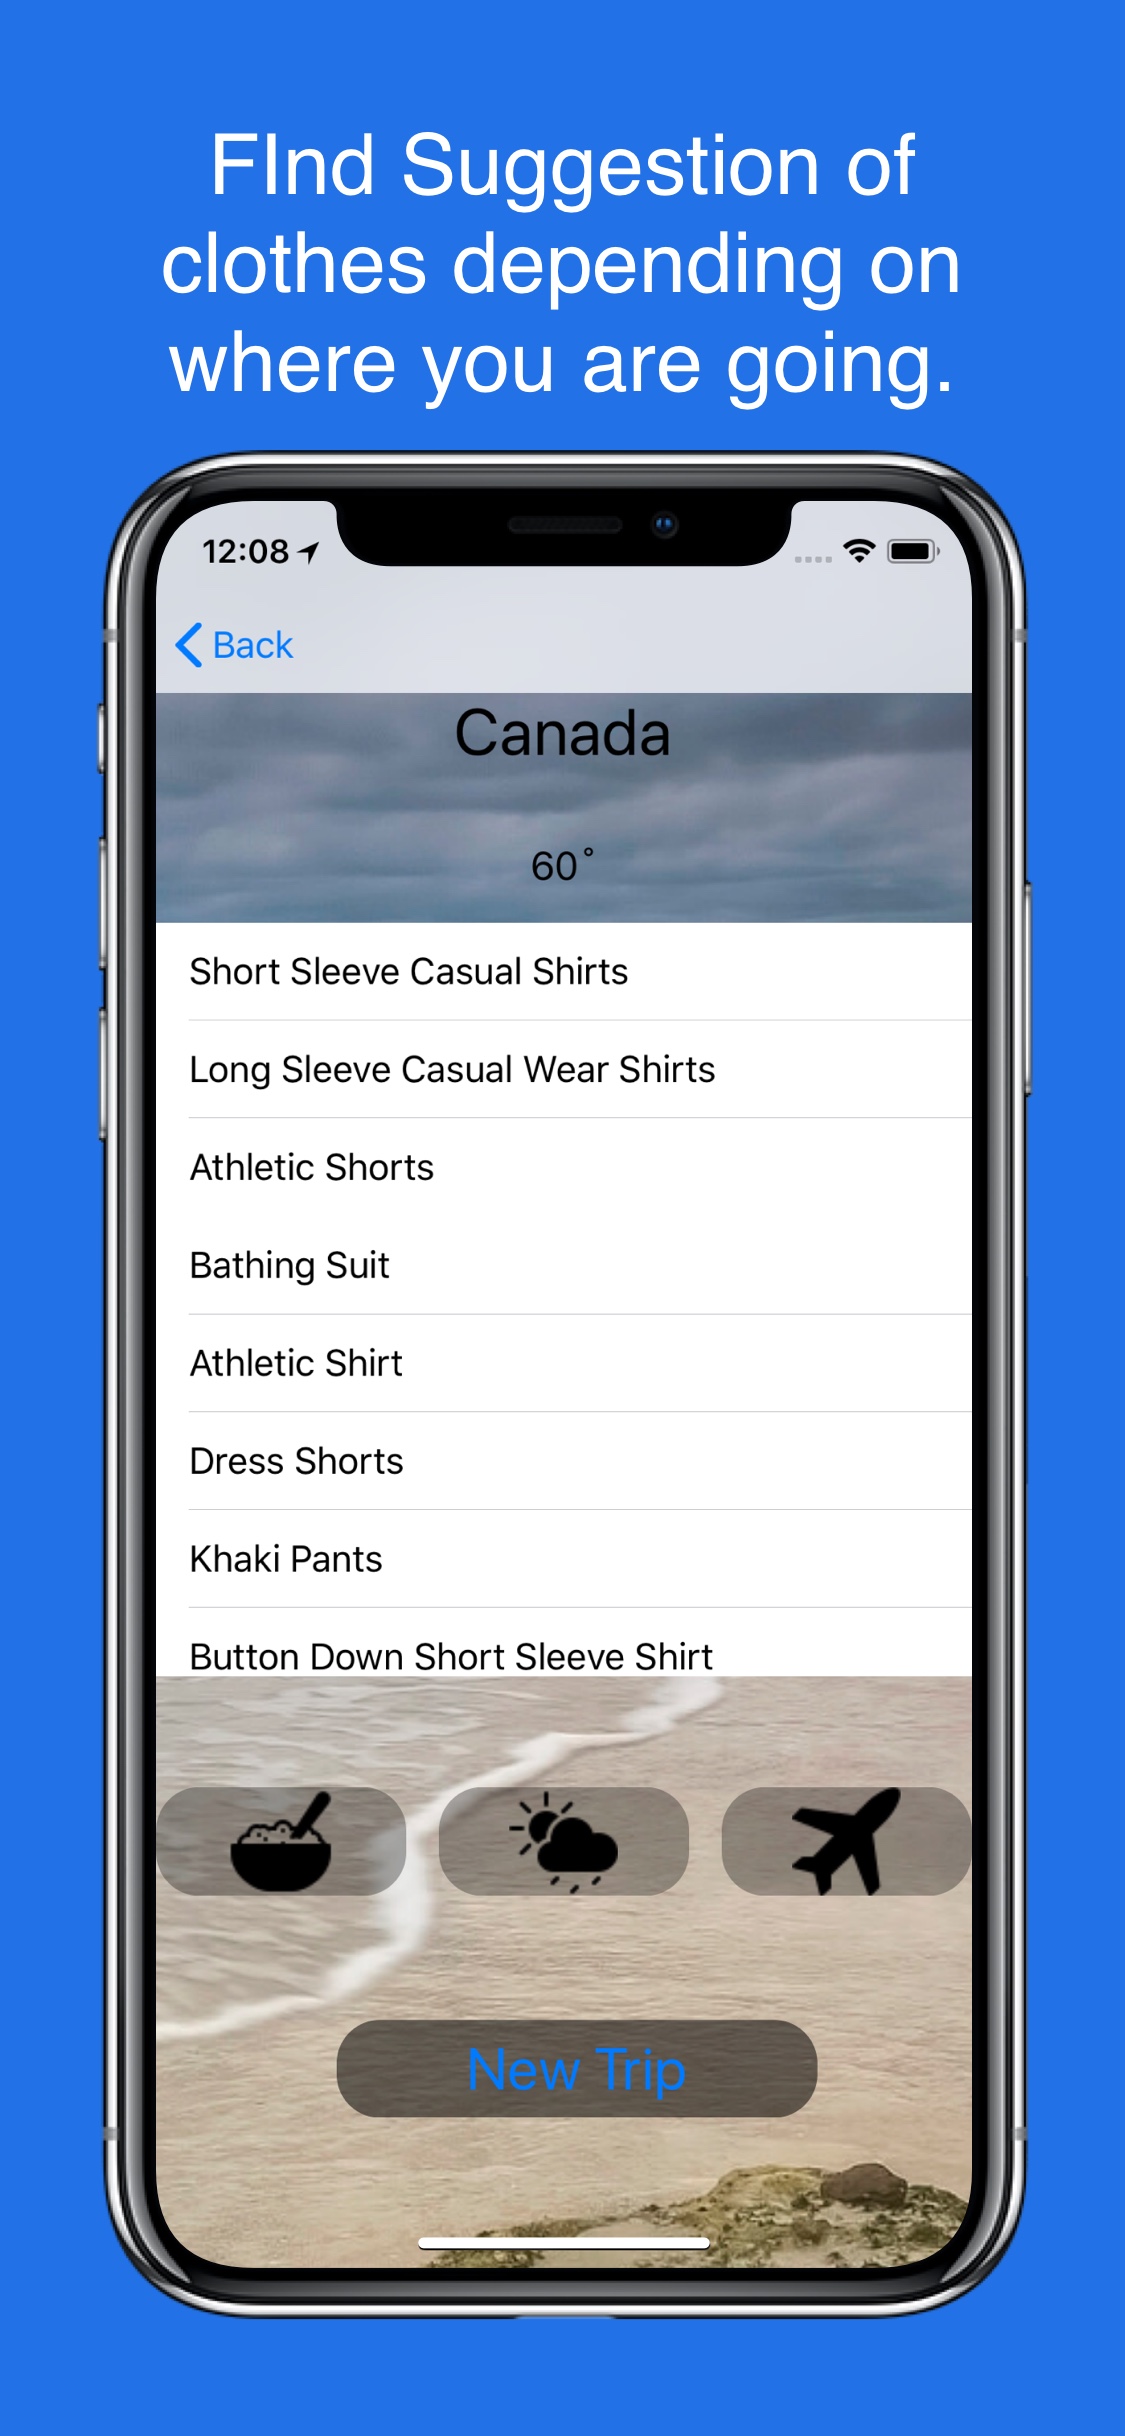 FInd Suggestion of
clothes depending on
where you are going.
12:08
Back
Canada
60°
Short Sleeve Casual Shirts
Long Sleeve Casual Wear Shirts
Athletic Shorts
Bathing Suit
Athletic Shirt
Dress Shorts
Khaki Pants
Button Down Short Sleeve Shirt
New Trip